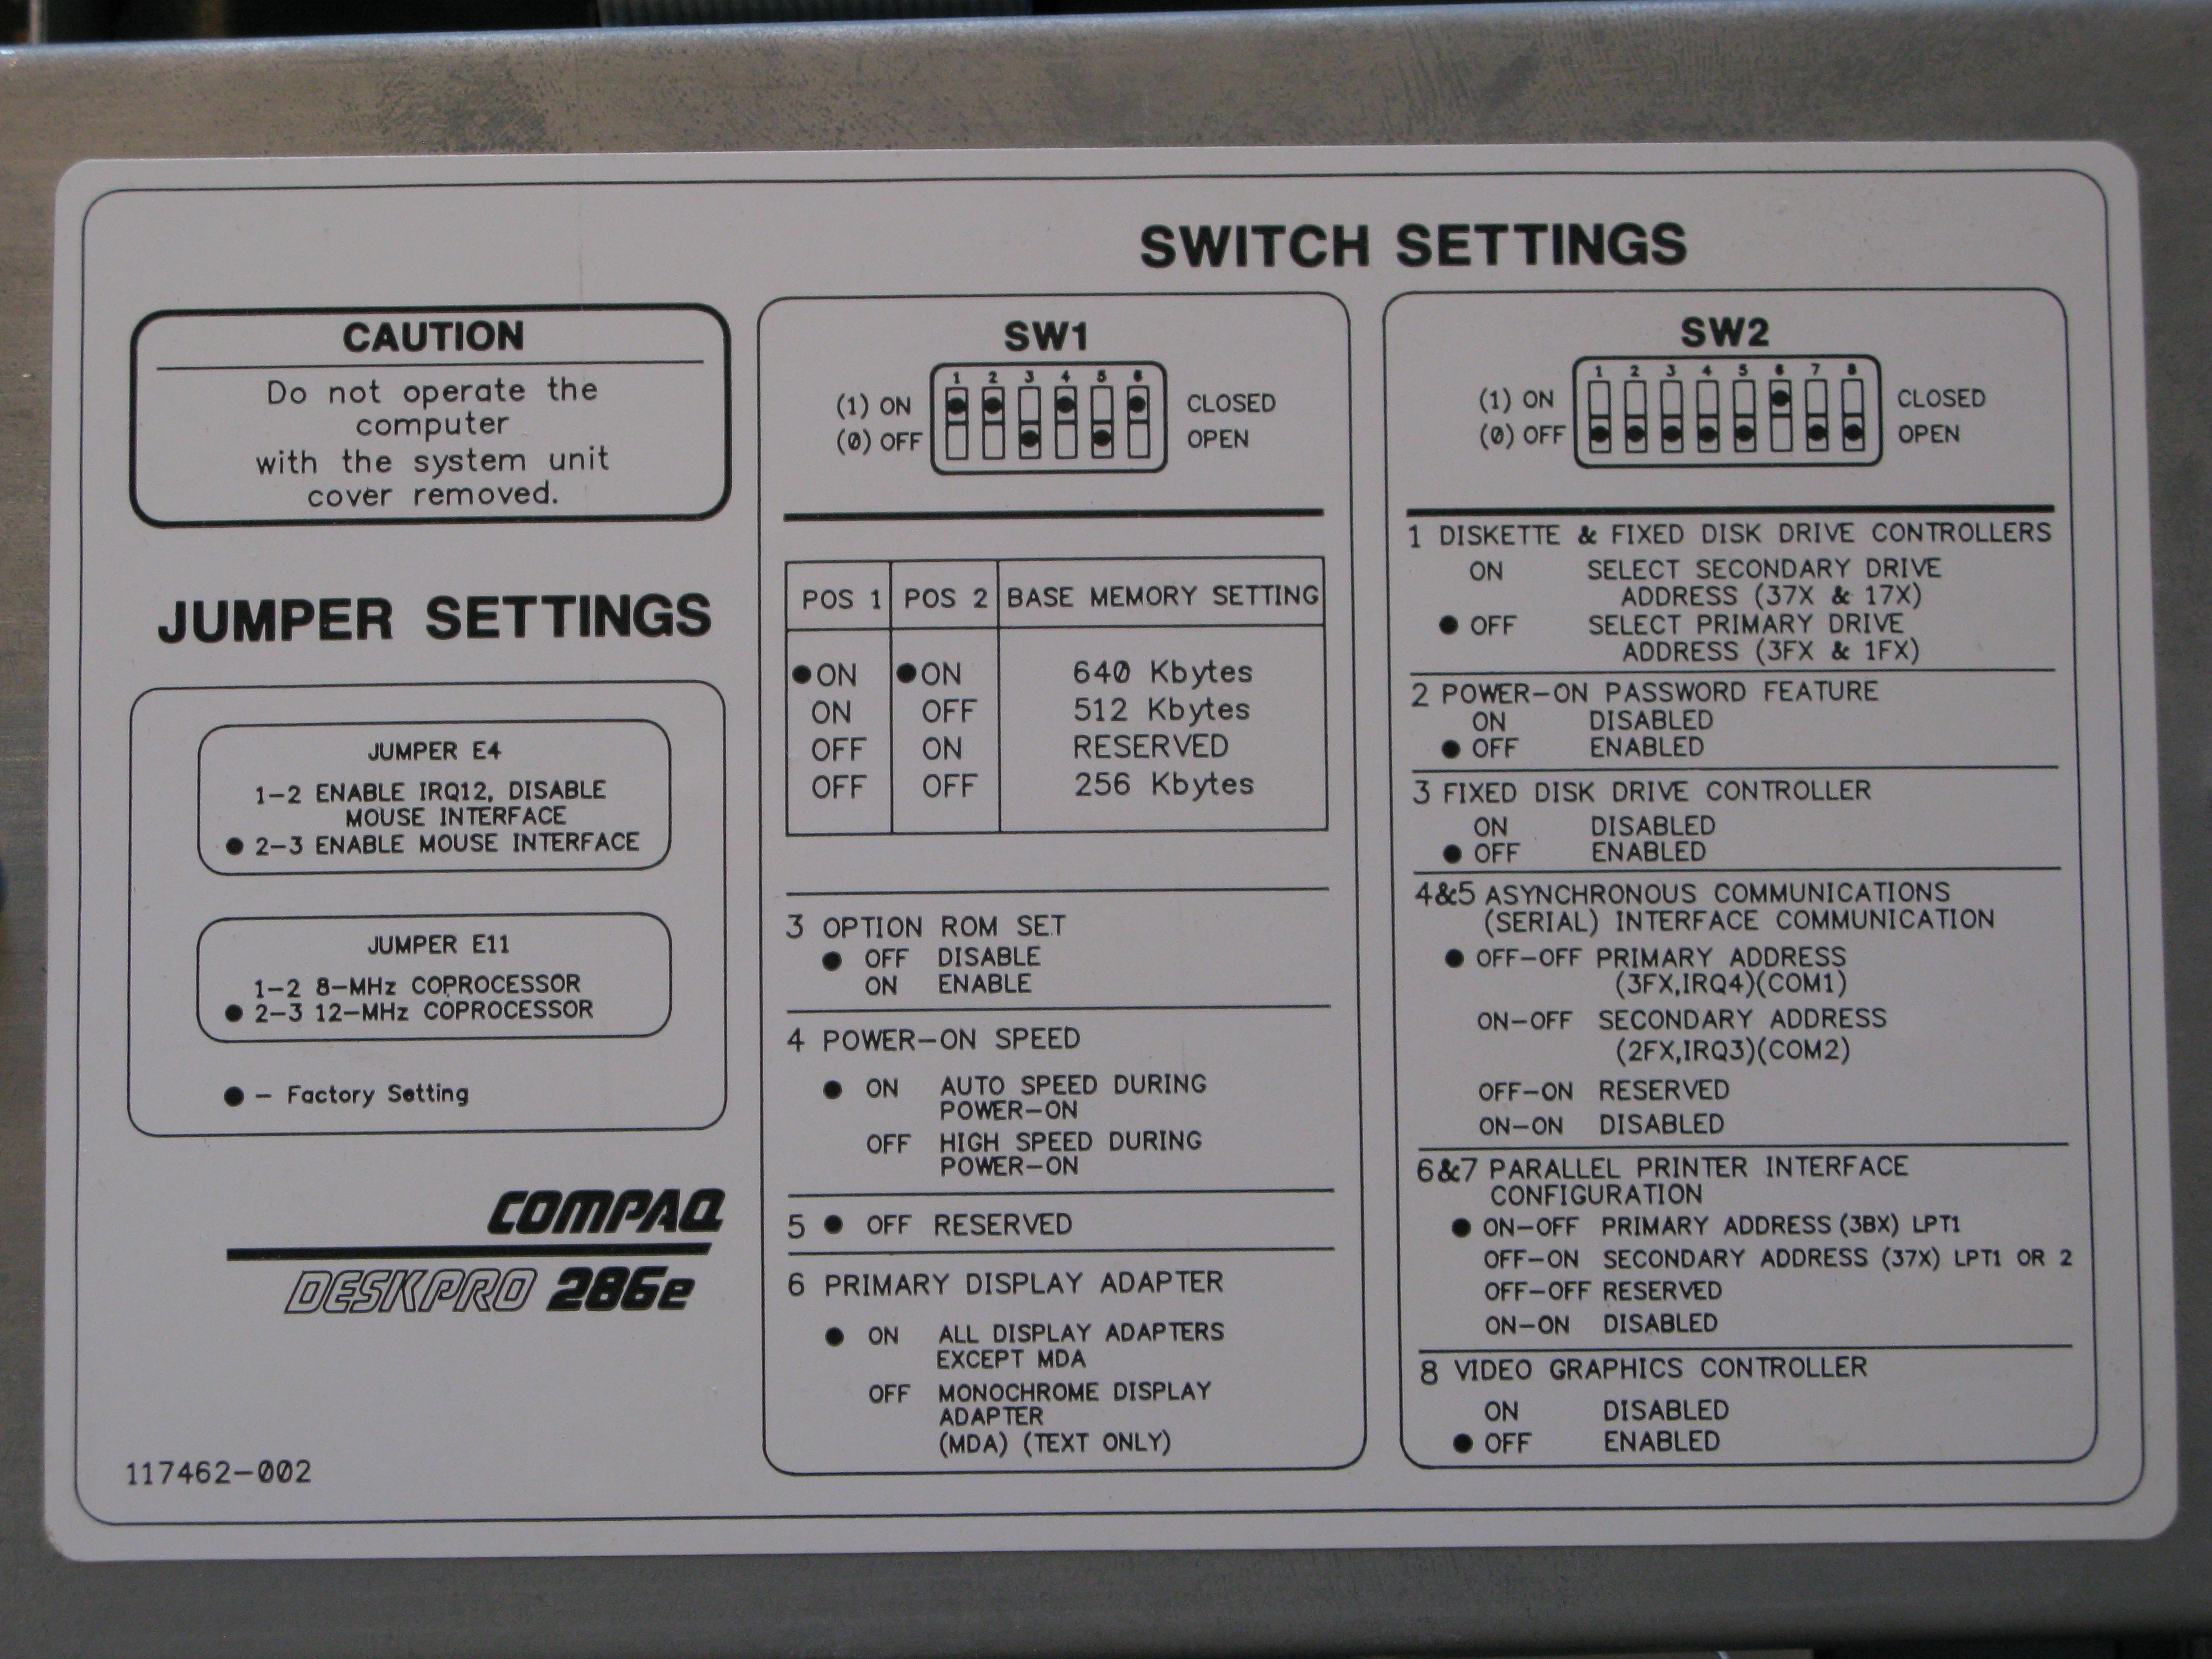 SWITCH SETTINGS
CAUTION
Do not operate the
computer
with the system unit
cover removed.
JUMPER SETTINGS
JUMPER E4
1-2 ENABLE IRQ12, DISABLE
MOUSE INTERFACE
● 2-3 ENABLE MOUSE INTERFACE
JUMPER E11
1-2 8-MHz COPROCESSOR
● 2-3 12-MHz COPROCESSOR
● - Factory Setting
COMPAQ
DESKPRO 286e
117462-002
SW1
1 2 3 4 5 6
(1) ON CLOSED
(0) OFF OPEN
POS 1 POS 2 BASE MEMORY SETTING
●ON ●ON 640 Kbytes
ON OFF 512 Kbytes
OFF ON RESERVED
OFF OFF 256 Kbytes
3 OPTION ROM SET
● OFF DISABLE
ON ENABLE
4 POWER-ON SPEED
● ON AUTO SPEED DURING
POWER-ON
OFF HIGH SPEED DURING
POWER-ON
5 ● OFF RESERVED
6 PRIMARY DISPLAY ADAPTER
● ON ALL DISPLAY ADAPTERS
EXCEPT MDA
OFF MONOCHROME DISPLAY
ADAPTER
(MDA) (TEXT ONLY)
SW2
1 2 3 4 5 6 7 8
(1) ON CLOSED
(0) OFF OPEN
1 DISKETTE & FIXED DISK DRIVE CONTROLLERS
ON SELECT SECONDARY DRIVE
ADDRESS (37X & 17X)
● OFF SELECT PRIMARY DRIVE
ADDRESS (3FX & 1FX)
2 POWER-ON PASSWORD FEATURE
ON DISABLED
● OFF ENABLED
3 FIXED DISK DRIVE CONTROLLER
ON DISABLED
● OFF ENABLED
4&5 ASYNCHRONOUS COMMUNICATIONS
(SERIAL) INTERFACE COMMUNICATION
● OFF-OFF PRIMARY ADDRESS
(3FX,IRQ4)(COM1)
ON-OFF SECONDARY ADDRESS
(2FX,IRQ3)(COM2)
OFF-ON RESERVED
ON-ON DISABLED
6&7 PARALLEL PRINTER INTERFACE
CONFIGURATION
● ON-OFF PRIMARY ADDRESS (3BX) LPT1
OFF-ON SECONDARY ADDRESS (37X) LPT1 OR 2
OFF-OFF RESERVED
ON-ON DISABLED
8 VIDEO GRAPHICS CONTROLLER
ON DISABLED
● OFF ENABLED